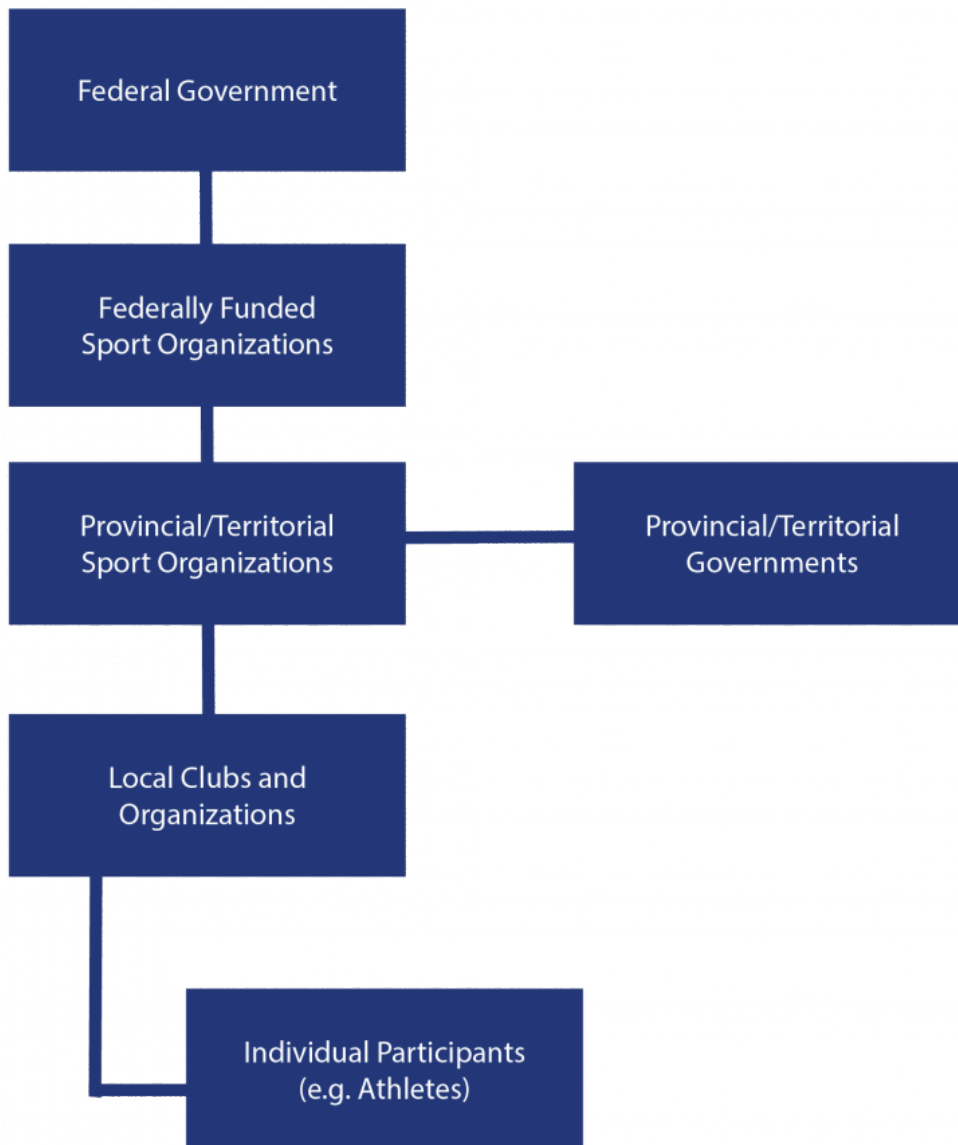 Federal Government
Federally Funded
Sport Organizations
Provincial/Territorial
Sport Organizations
Provincial/Territorial
Governments
Local Clubs and
Organizations
Individual Participants
(e.g. Athletes)